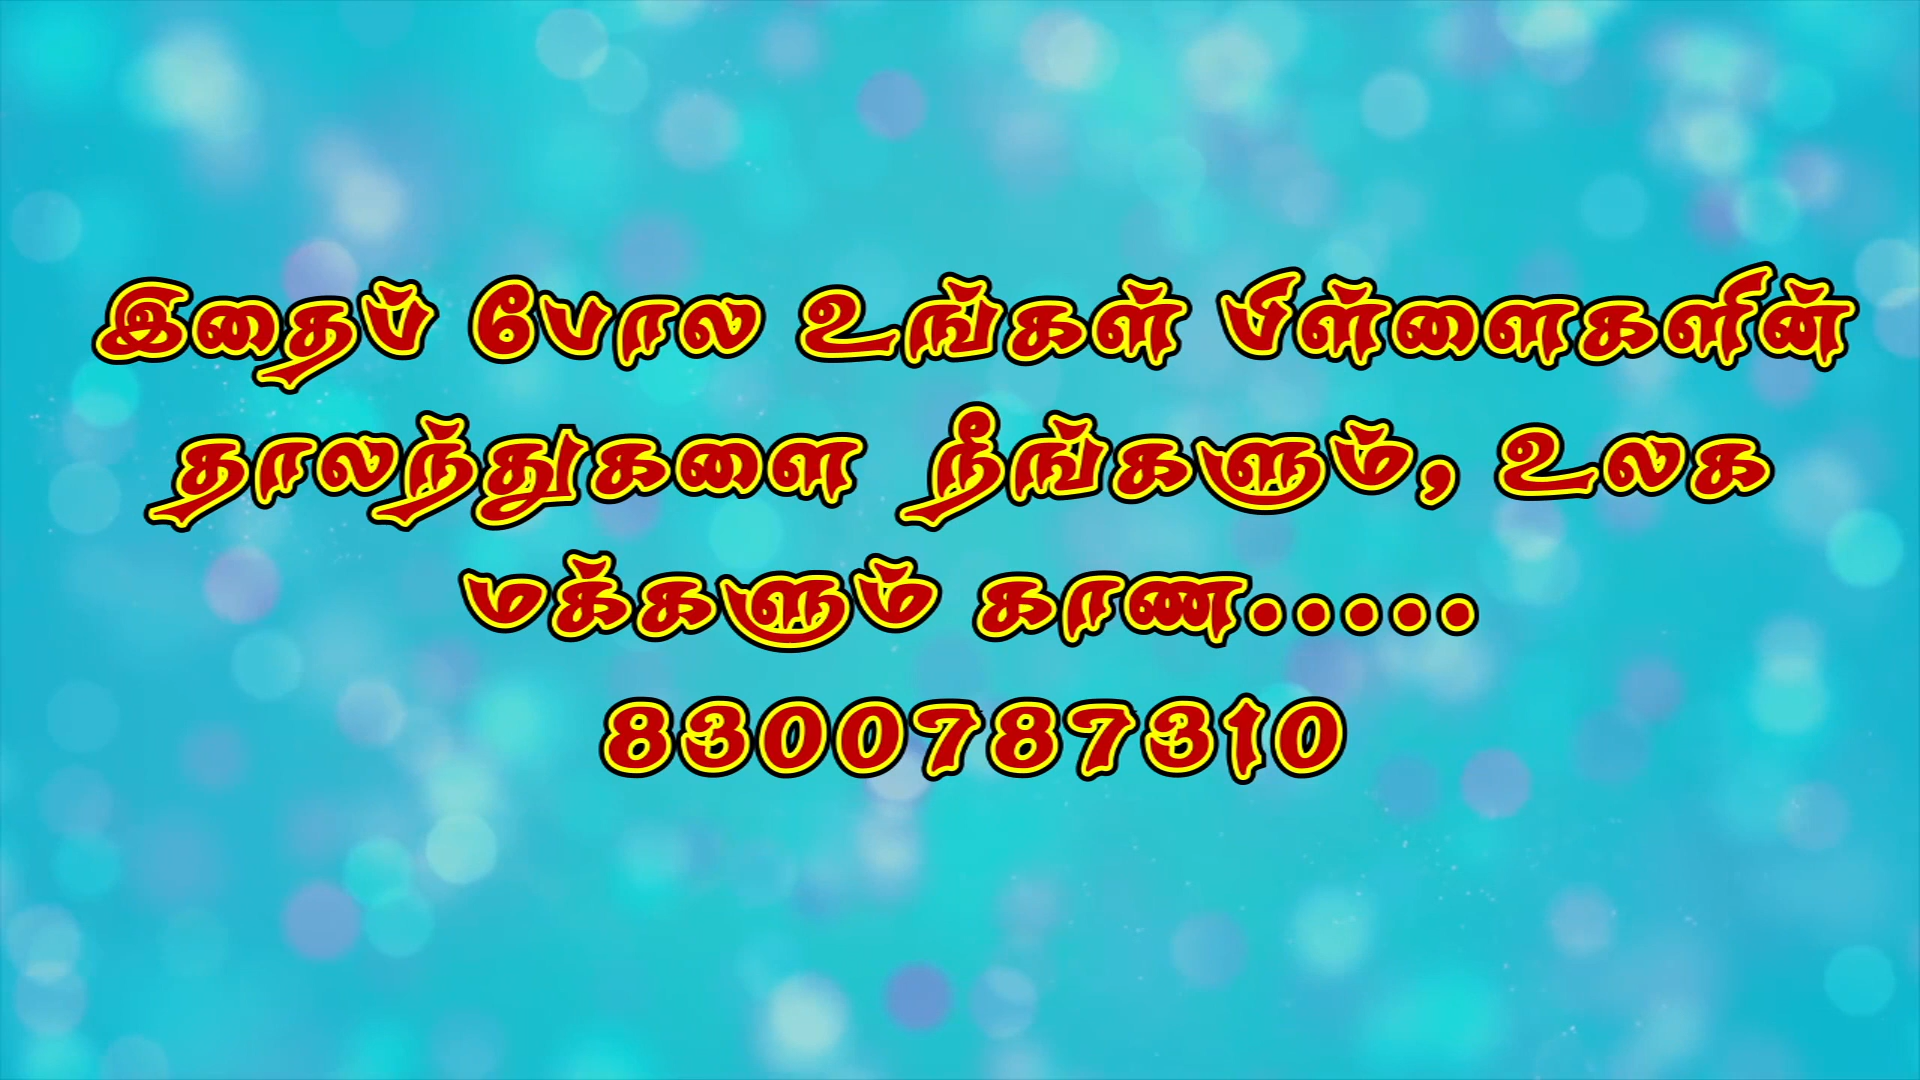 இதைப் போல உங்கள் பிள்ளைகளின்
தாலந்துகளை நீங்களும், உலக
மக்களும் காண.....
8300787310